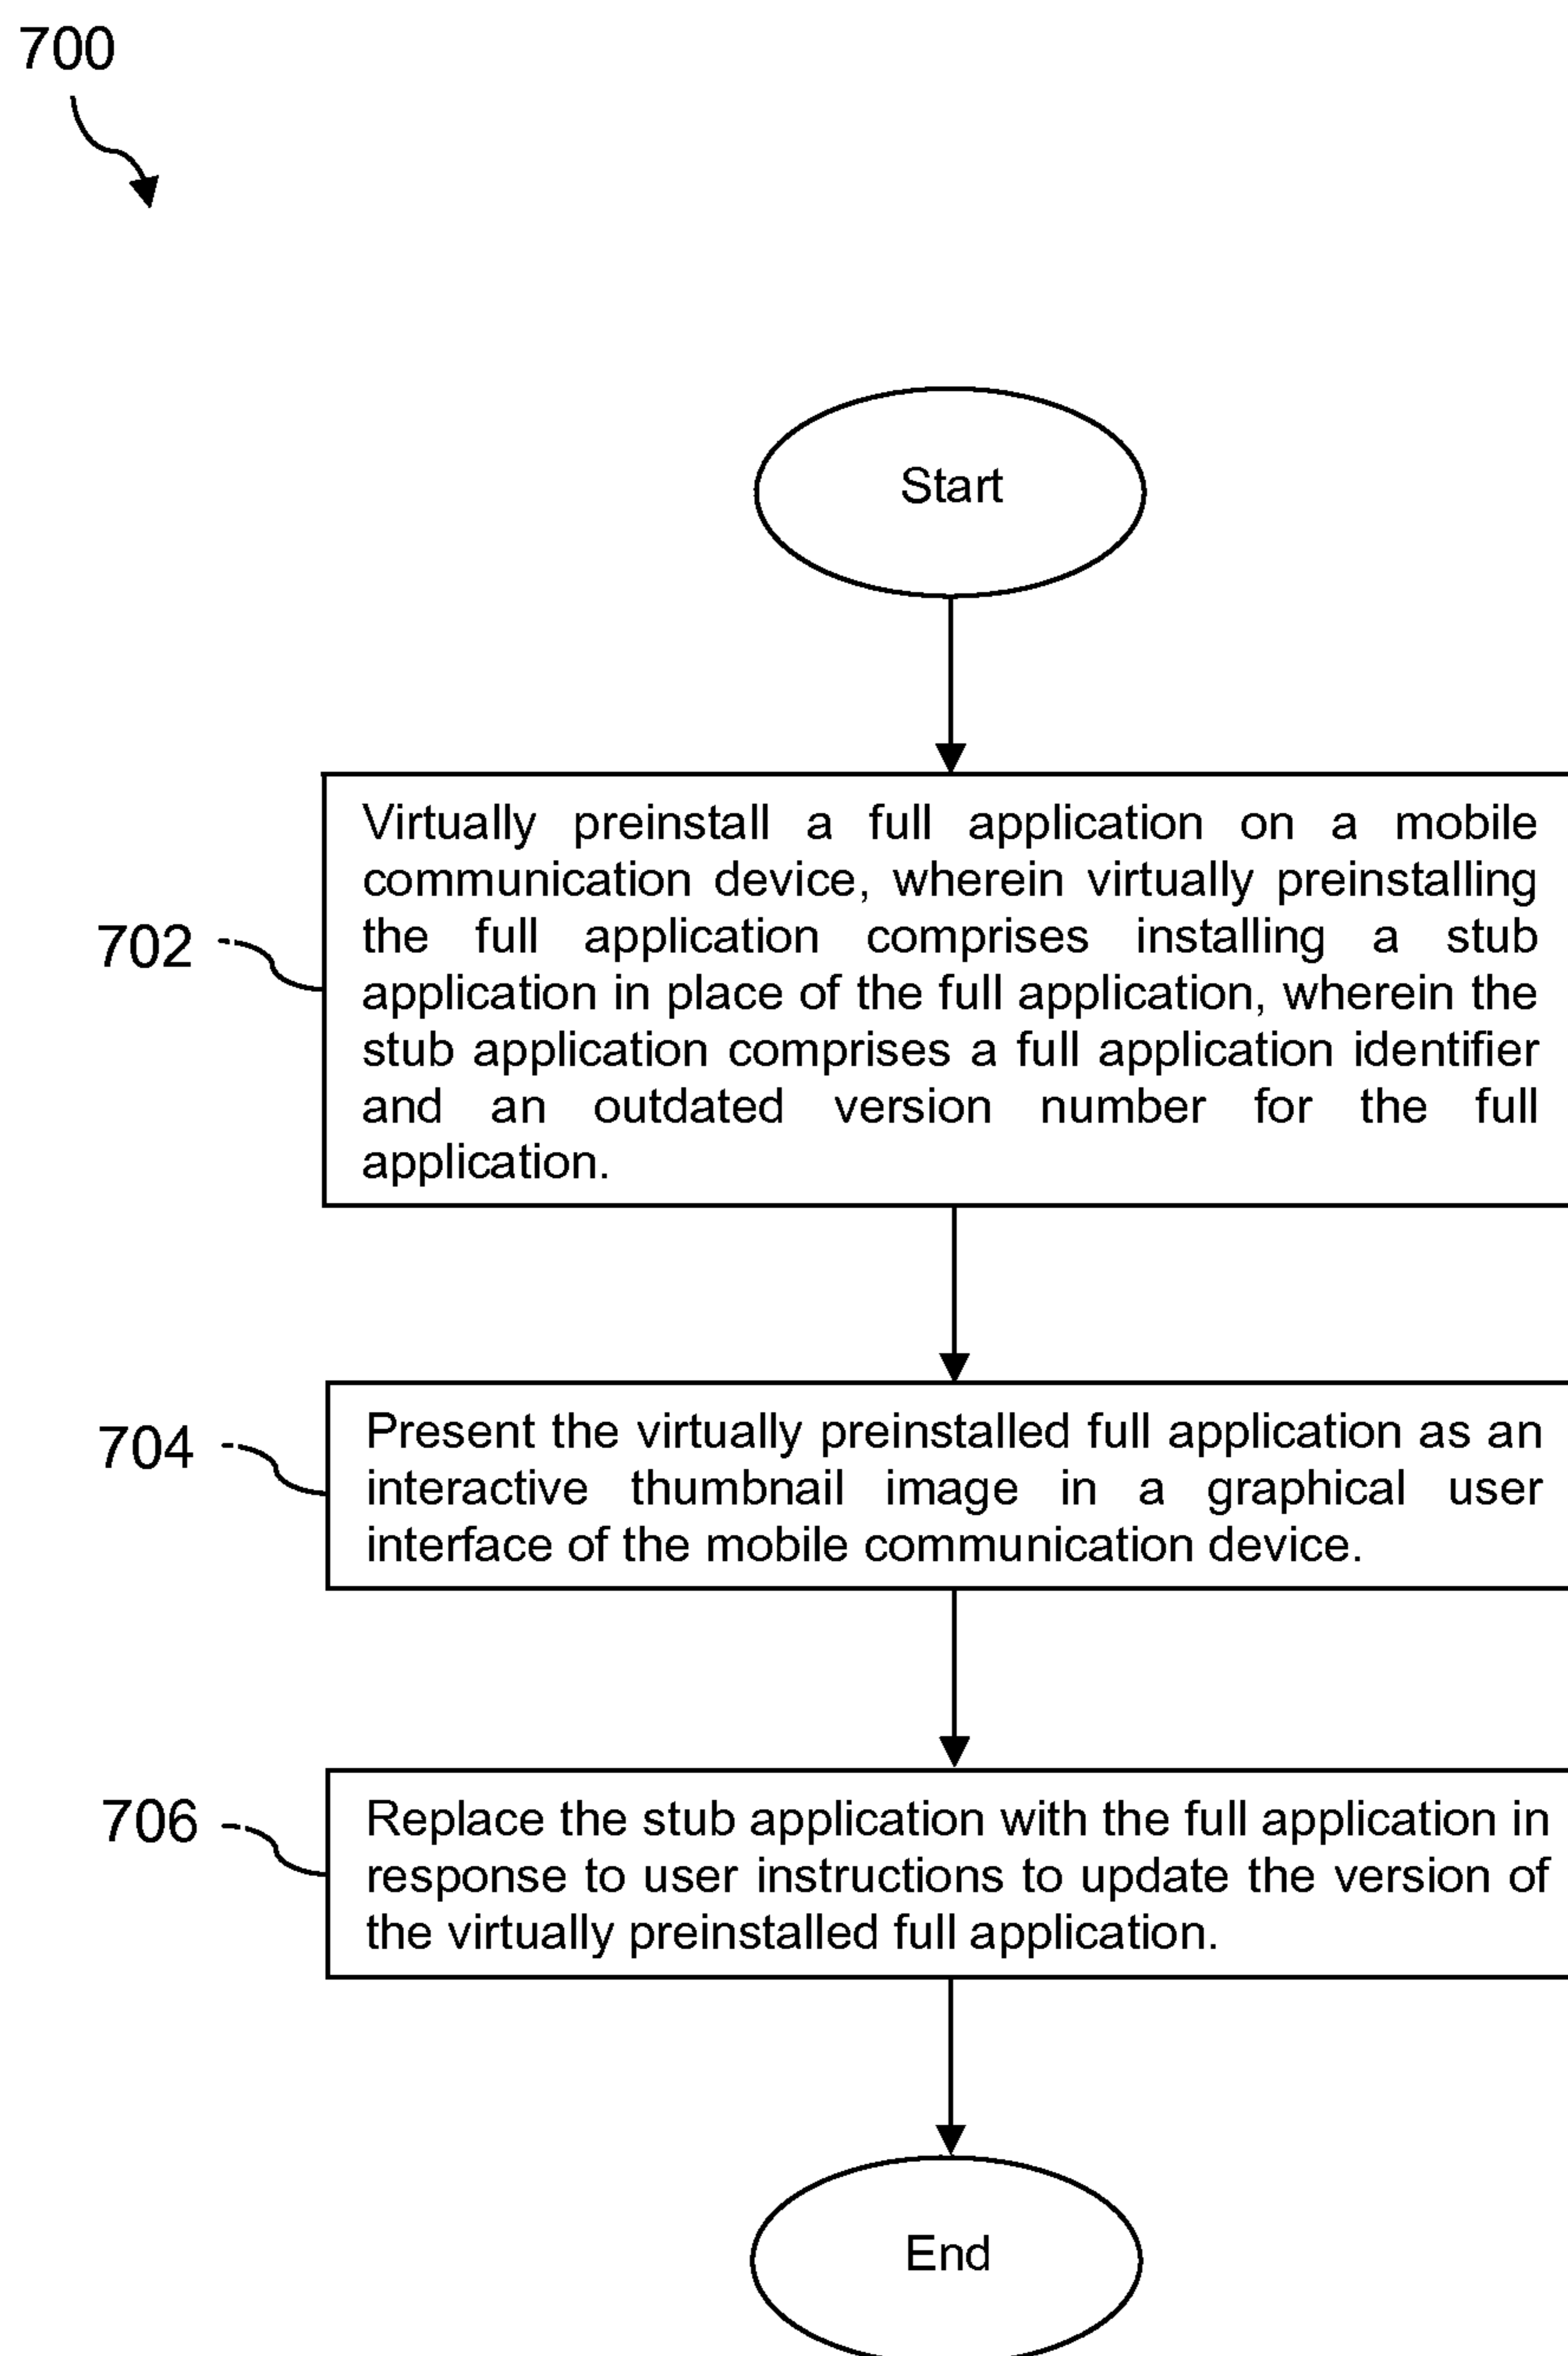 700
Start
702
Virtually preinstall a full application on a mobile
communication device, wherein virtually preinstalling
the full application comprises installing a stub
application in place of the full application, wherein the
stub application comprises a full application identifier
and an outdated version number for the full
application.
704
Present the virtually preinstalled full application as an
interactive thumbnail image in a graphical user
interface of the mobile communication device.
706
Replace the stub application with the full application in
response to user instructions to update the version of
the virtually preinstalled full application.
End